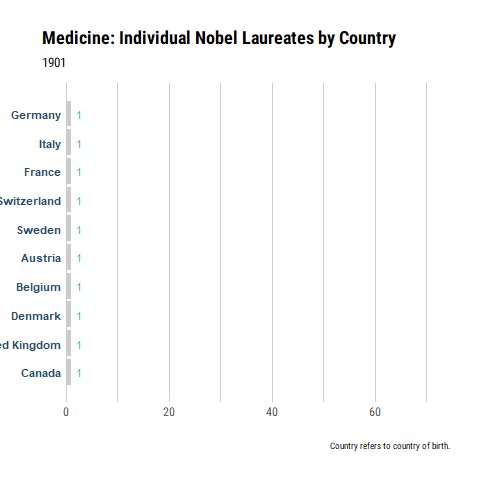 Medicine: Individual Nobel Laureates by Country
1901
Germany 1
Italy 1
France 1
Switzerland 1
Sweden 1
Austria 1
Belgium 1
Denmark 1
ed Kingdom 1
Canada 1
0 20 40 60
Country refers to country of birth.